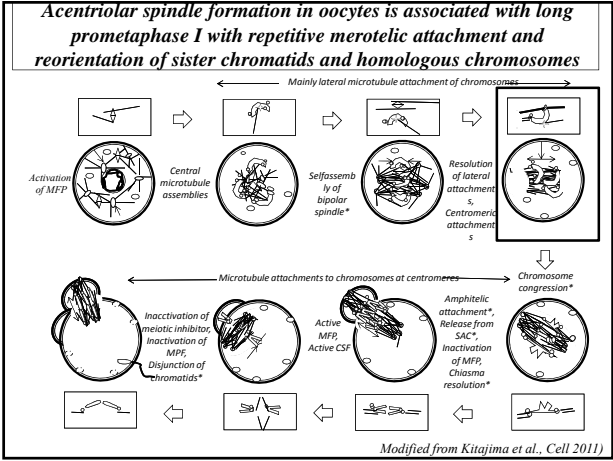 Acentriolar spindle formation in oocytes is associated with long
prometaphase I with repetitive merotelic attachment and
reorientation of sister chromatids and homologous chromosomes
Mainly lateral microtubule attachment of chromosomes
Activation
of MFP
Central
microtubule
assemblies
Selfassemb
ly of
bipolar
spindle*
Resolution
of lateral
attachment
s,
Centromeric
attachment
s
Microtubule attachments to chromosomes at centromeres
Chromosome
congression*
Inacctivation of
meiotic inhibitor,
Inactivation of
MPF,
Disjunction of
chromatids*
Active
MFP,
Active CSF
Amphitelic
attachment*,
Release from
SAC*,
Inactivation
of MFP,
Chiasma
resolution*
Modified from Kitajima et al., Cell 2011)